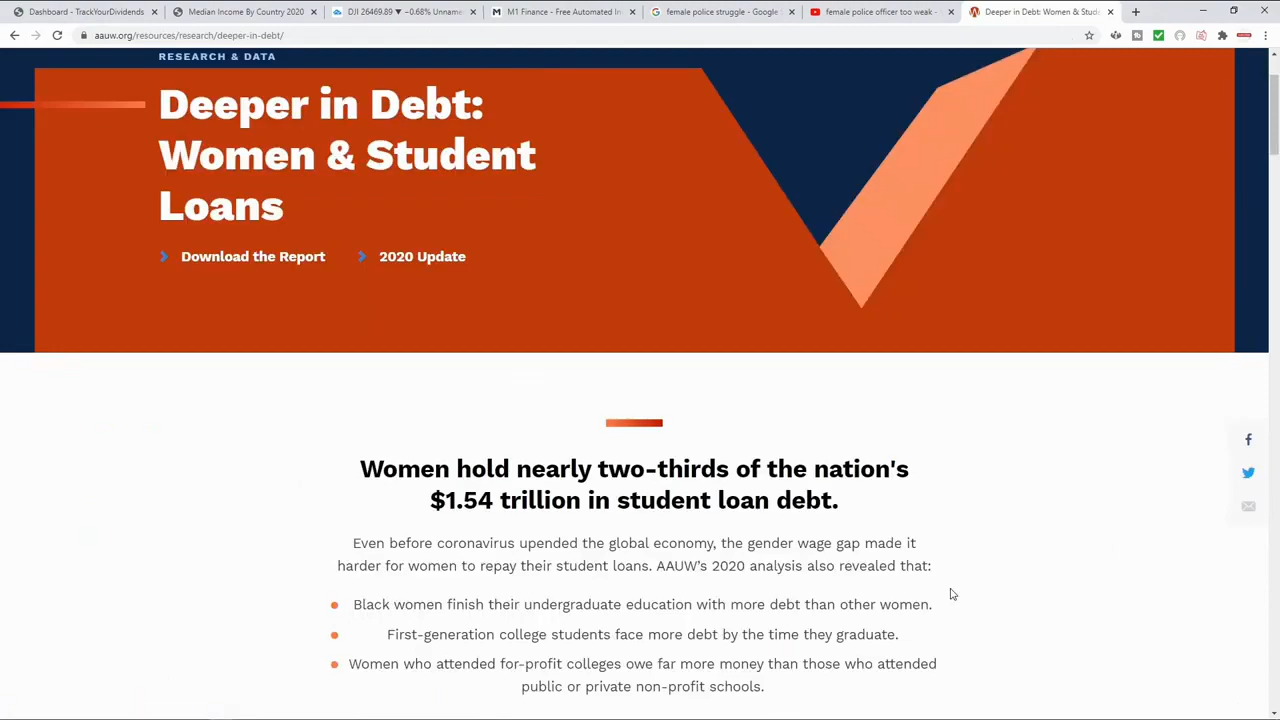 Dashboard - TrackYourDividends
Median Income By Country 2020
DJI 26469.89 ▼ −0.68% Unname
M1 Finance - Free Automated In
female police struggle - Google
female police officer too weak -
Deeper in Debt: Women & Stude
aauw.org/resources/research/deeper-in-debt/
RESEARCH & DATA
Deeper in Debt:
Women & Student
Loans
Download the Report
2020 Update
Women hold nearly two-thirds of the nation's
$1.54 trillion in student loan debt.
Even before coronavirus upended the global economy, the gender wage gap made it
harder for women to repay their student loans. AAUW's 2020 analysis also revealed that:
Black women finish their undergraduate education with more debt than other women.
First-generation college students face more debt by the time they graduate.
Women who attended for-profit colleges owe far more money than those who attended
public or private non-profit schools.